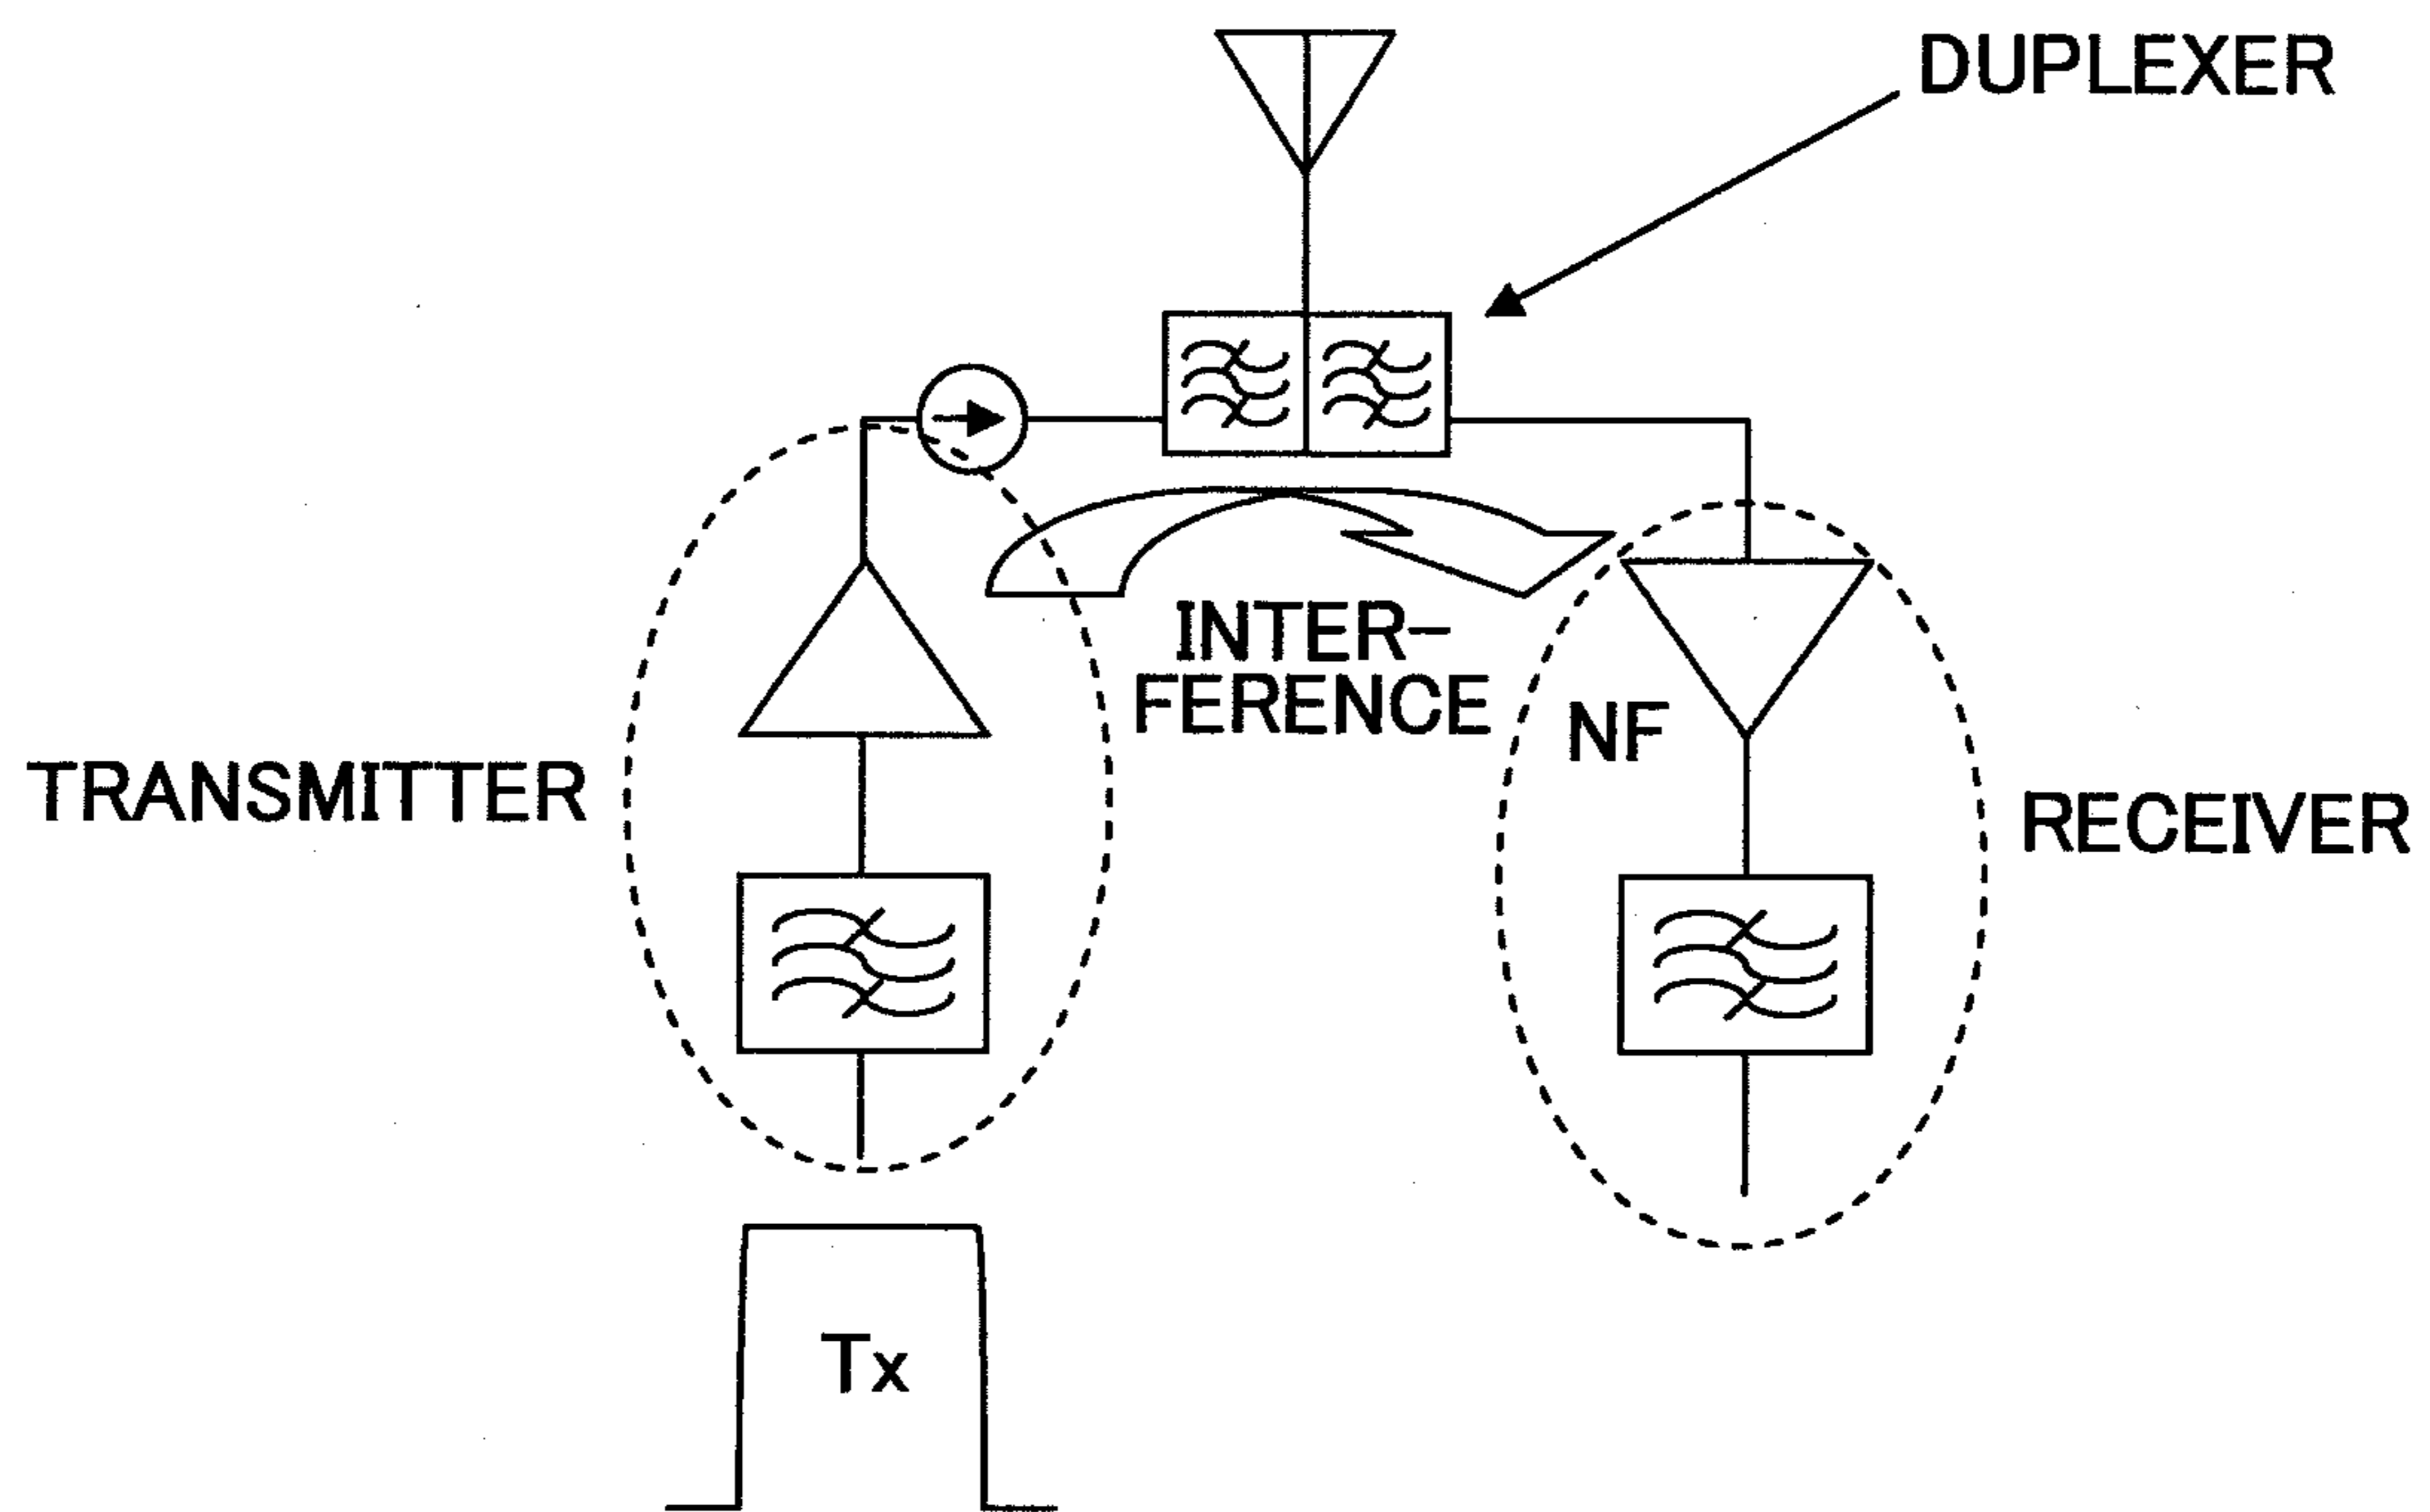 DUPLEXER
INTER-
FERENCE
NF
TRANSMITTER
RECEIVER
Tx